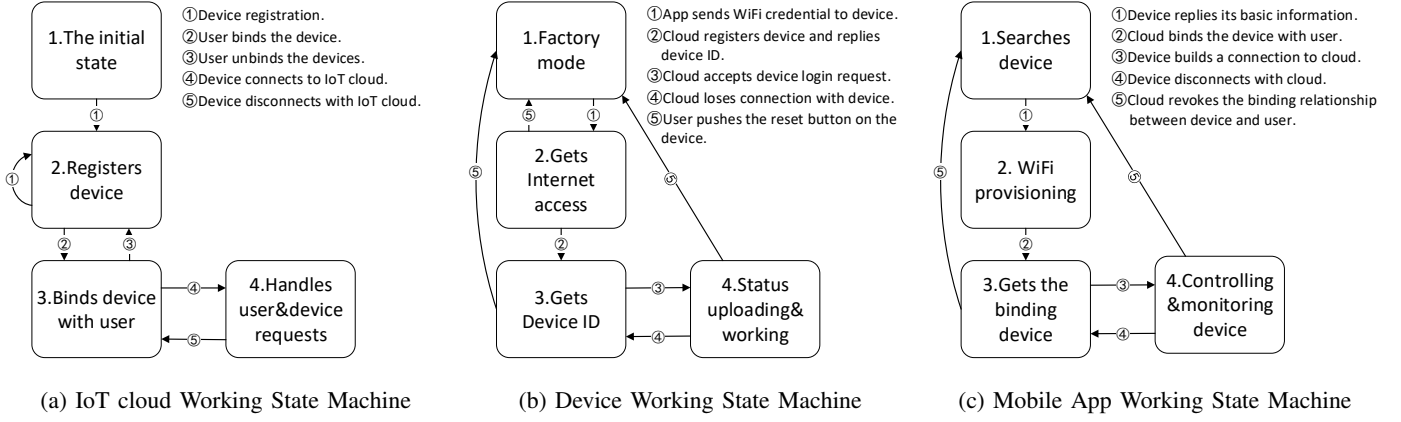 1.The initial
state
①
2.Registers
device
①
②
③
3.Binds device
with user
④
⑤
4.Handles
user&device
requests
①Device registration.
②User binds the device.
③User unbinds the devices.
④Device connects to IoT cloud.
⑤Device disconnects with IoT cloud.
(a) IoT cloud Working State Machine
1.Factory
mode
⑤
①
2.Gets
Internet
access
⑤
⑤
②
3.Gets
Device ID
③
④
4.Status
uploading&
working
①App sends WiFi credential to device.
②Cloud registers device and replies
device ID.
③Cloud accepts device login request.
④Cloud loses connection with device.
⑤User pushes the reset button on the
device.
(b) Device Working State Machine
1.Searches
device
①
2. WiFi
provisioning
⑤
⑤
②
3.Gets the
binding
device
③
④
4.Controlling
&monitoring
device
①Device replies its basic information.
②Cloud binds the device with user.
③Device builds a connection to cloud.
④Device disconnects with cloud.
⑤Cloud revokes the binding relationship
between device and user.
(c) Mobile App Working State Machine